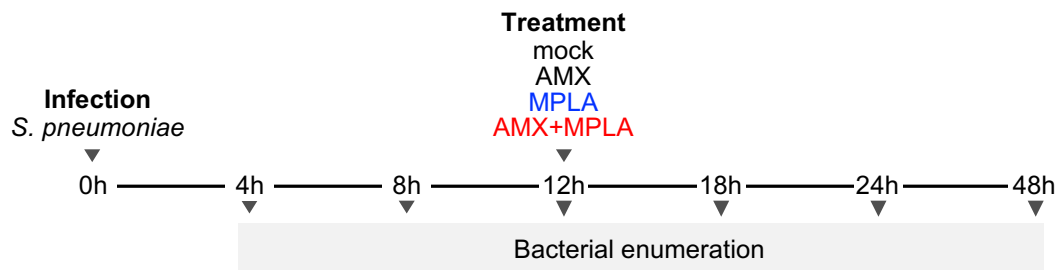 Treatment
mock
AMX
MPLA
AMX+MPLA
Infection
S. pneumoniae
0h 4h 8h 12h 18h 24h 48h
Bacterial enumeration